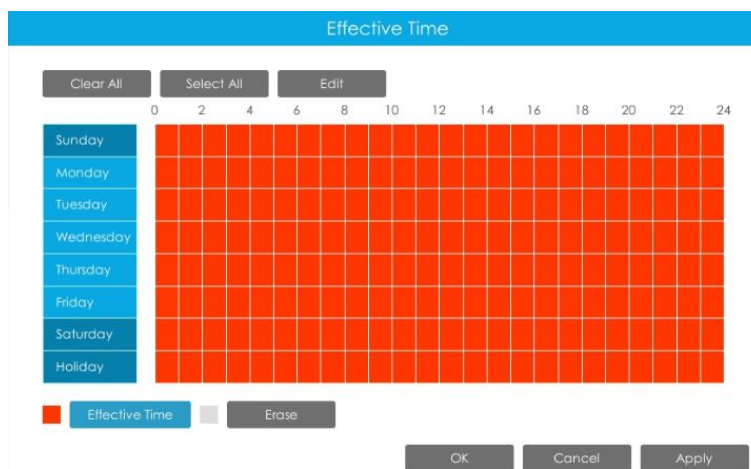 Effective Time
Clear All Select All Edit
0 2 4 6 8 10 12 14 16 18 20 22 24
Sunday
Monday
Tuesday
Wednesday
Thursday
Friday
Saturday
Holiday
Effective Time Erase
OK Cancel Apply